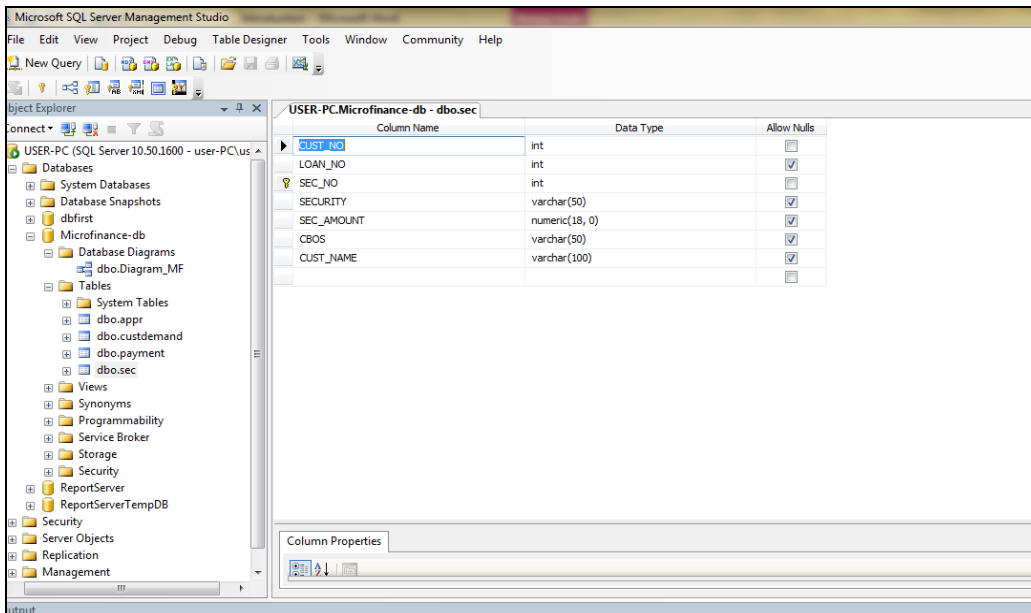 Microsoft SQL Server Management Studio
File Edit View Project Debug Table Designer Tools Window Community Help
New Query
bject Explorer
Connect
USER-PC (SQL Server 10.50.1600 - user-PC\us
Databases
System Databases
Database Snapshots
dbfirst
Microfinance-db
Database Diagrams
dbo.Diagram_MF
Tables
System Tables
dbo.appr
dbo.custdemand
dbo.payment
dbo.sec
Views
Synonyms
Programmability
Service Broker
Storage
Security
ReportServer
ReportServerTempDB
Security
Server Objects
Replication
Management
USER-PC.Microfinance-db - dbo.sec
Column Name Data Type Allow Nulls
CUST_NO int
LOAN_NO int
SEC_NO int
SECURITY varchar(50)
SEC_AMOUNT numeric(18, 0)
CBOS varchar(50)
CUST_NAME varchar(100)
Column Properties
utput